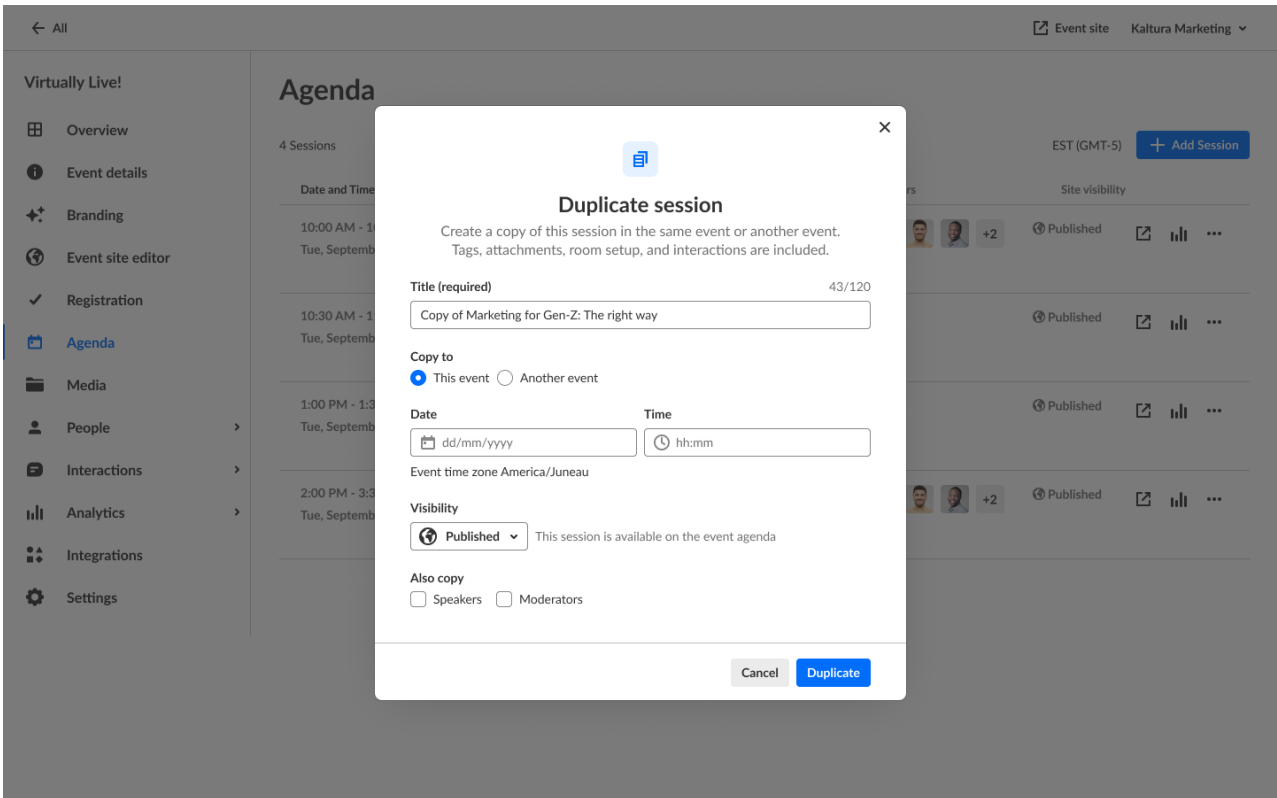 All
Event site
Kaltura Marketing
Virtually Live!
Overview
Event details
Branding
Event site editor
Registration
Agenda
Media
People
Interactions
Analytics
Integrations
Settings
Agenda
4 Sessions
EST (GMT-5)
Add Session
Date and Time
rs
Site visibility
10:00 AM - 1
Tue, Septemb
+2
Published
10:30 AM - 1
Tue, Septemb
Published
1:00 PM - 1:3
Tue, Septemb
Published
2:00 PM - 3:3
Tue, Septemb
+2
Published
Duplicate session
Create a copy of this session in the same event or another event.
Tags, attachments, room setup, and interactions are included.
Title (required)
43/120
Copy of Marketing for Gen-Z: The right way
Copy to
This event
Another event
Date
Time
dd/mm/yyyy
hh:mm
Event time zone America/Juneau
Visibility
Published
This session is available on the event agenda
Also copy
Speakers
Moderators
Cancel
Duplicate